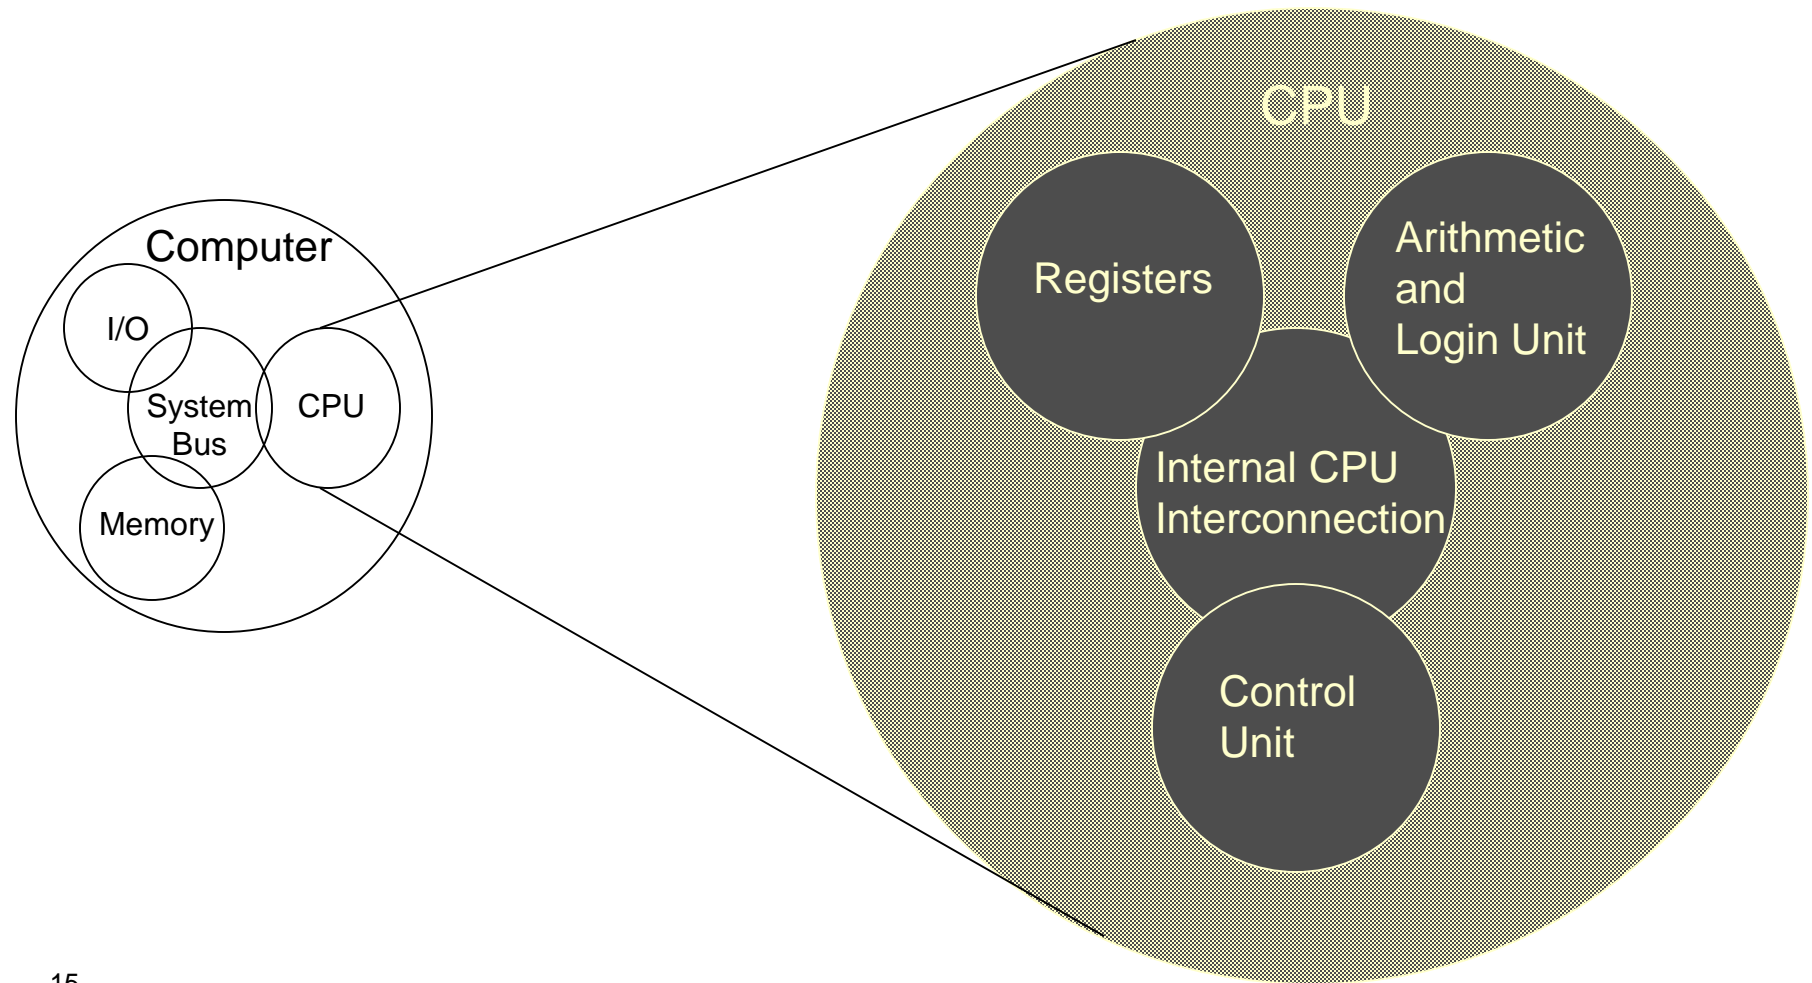 Computer
I/O
System
Bus
CPU
Memory
CPU
Registers
Arithmetic
and
Login Unit
Internal CPU
Interconnection
Control
Unit
15